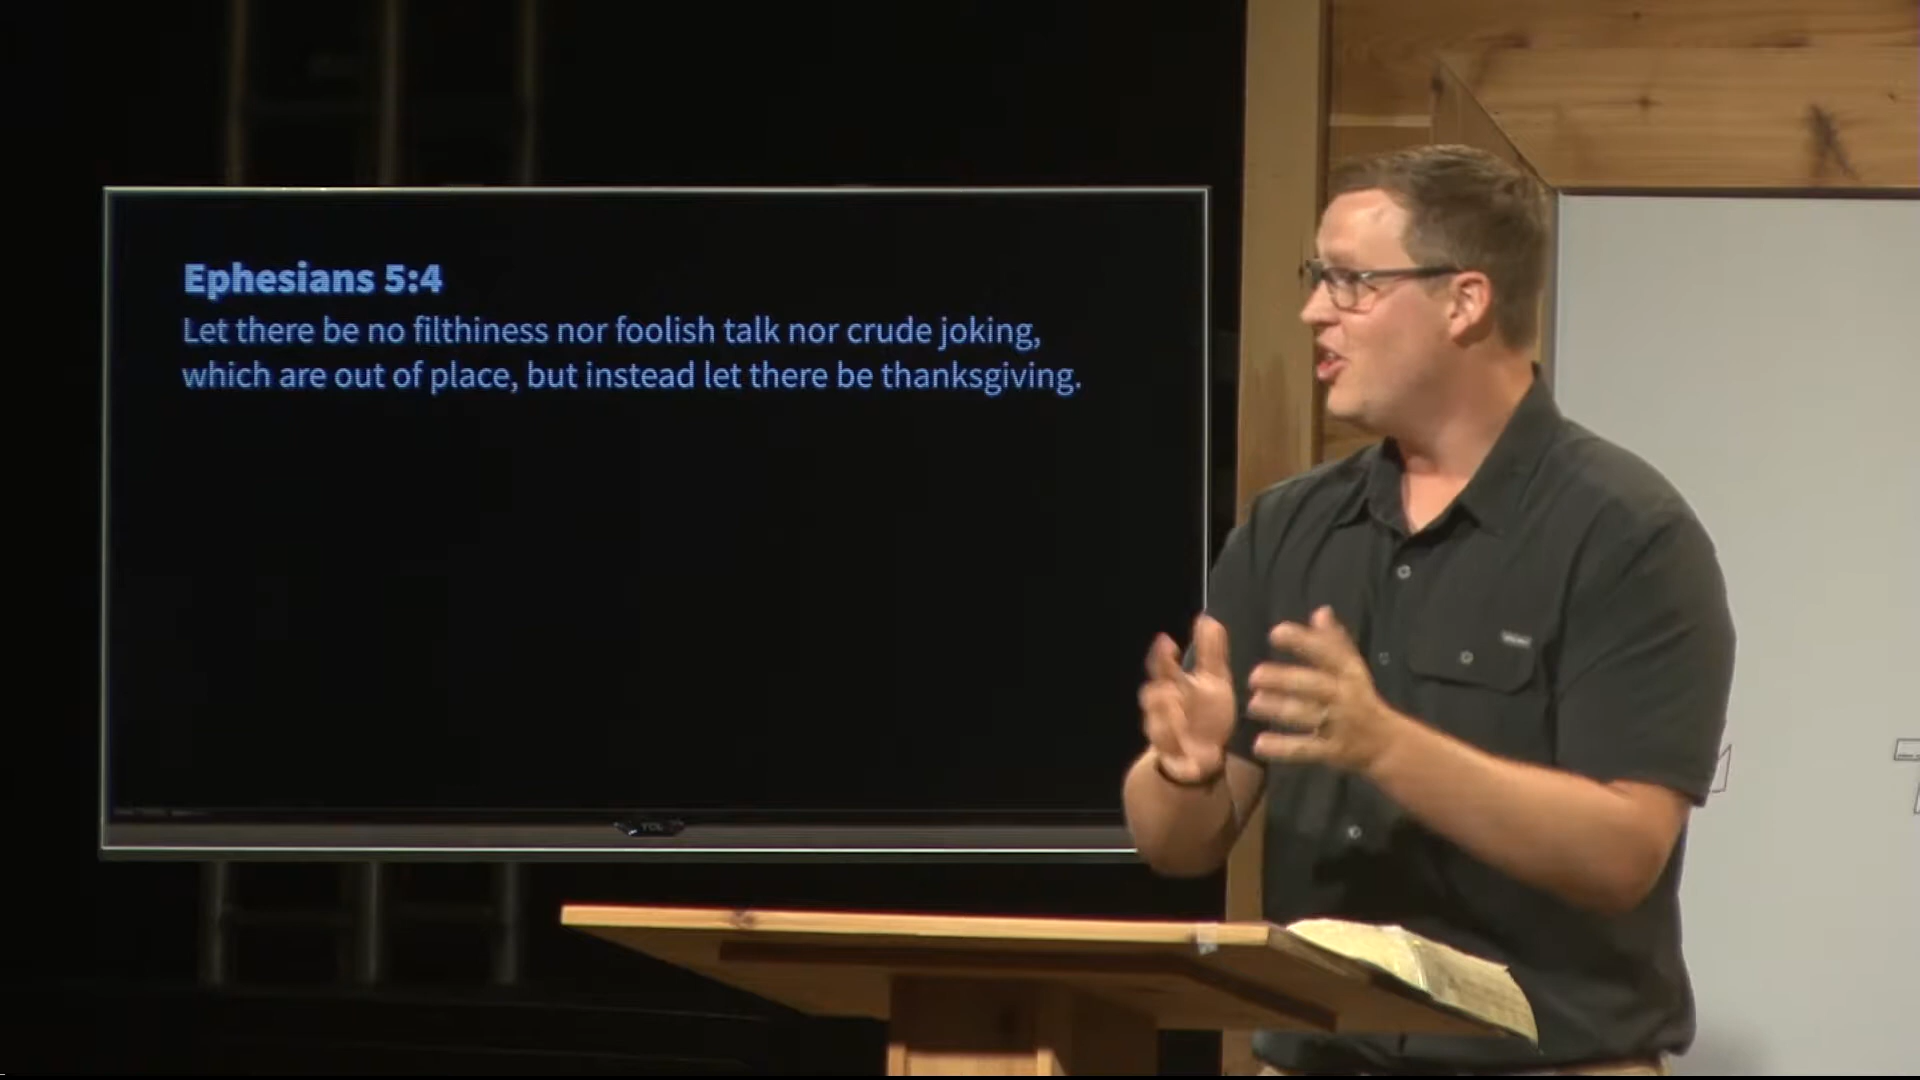 Ephesians 5:4
Let there be no filthiness nor foolish talk nor crude joking,
which are out of place, but instead let there be thanksgiving.
TCL